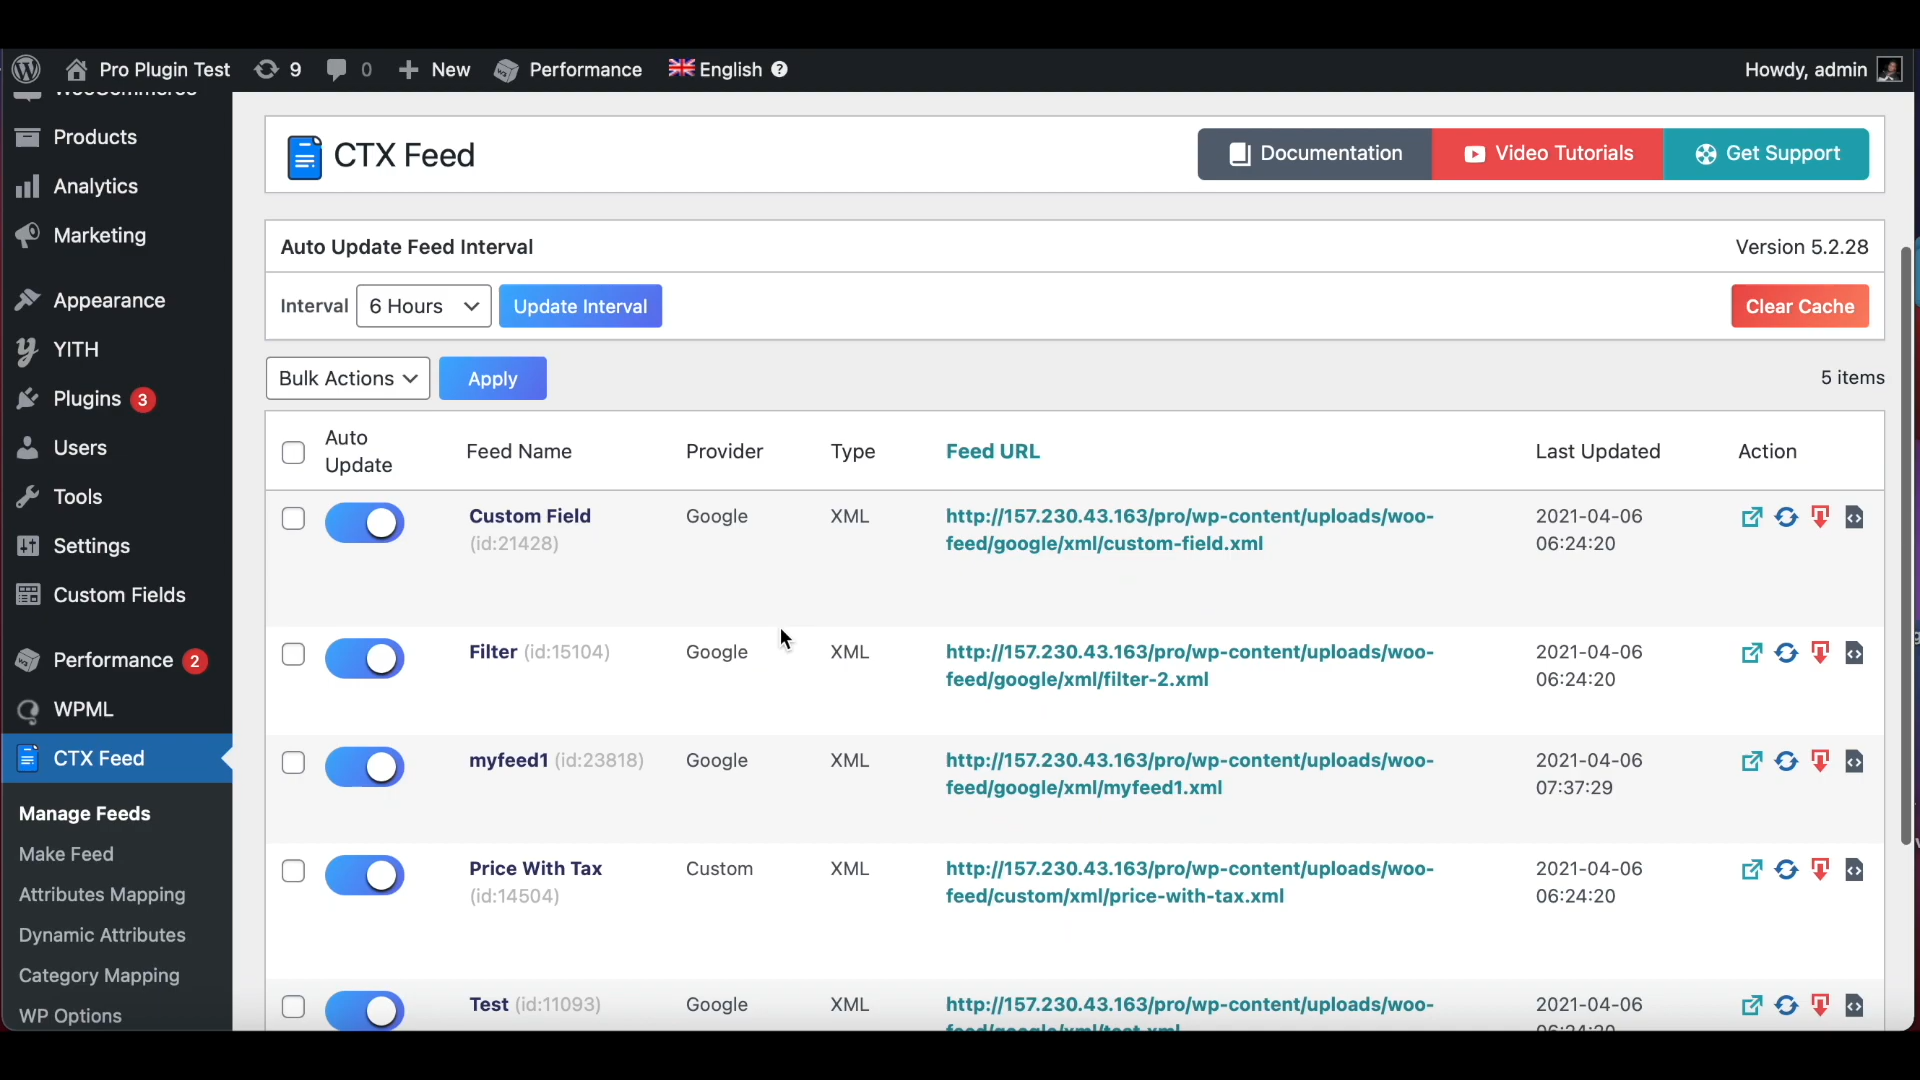 Pro Plugin Test 9 0 New Performance English Howdy, admin
WooCommerce
Products
Analytics
Marketing
Appearance
YITH
Plugins 3
Users
Tools
Settings
Custom Fields
Performance 2
WPML
CTX Feed
Manage Feeds
Make Feed
Attributes Mapping
Dynamic Attributes
Category Mapping
WP Options
CTX Feed Documentation Video Tutorials Get Support
Auto Update Feed Interval Version 5.2.28
Interval 6 Hours Update Interval Clear Cache
Bulk Actions Apply 5 items
Auto
Update
Feed Name Provider Type Feed URL Last Updated Action
Custom Field Google XML http://157.230.43.163/pro/wp-content/uploads/woo- 2021-04-06
(id:21428) feed/google/xml/custom-field.xml 06:24:20
Filter (id:15104) Google XML http://157.230.43.163/pro/wp-content/uploads/woo- 2021-04-06
feed/google/xml/filter-2.xml 06:24:20
myfeed1 (id:23818) Google XML http://157.230.43.163/pro/wp-content/uploads/woo- 2021-04-06
feed/google/xml/myfeed1.xml 07:37:29
Price With Tax Custom XML http://157.230.43.163/pro/wp-content/uploads/woo- 2021-04-06
(id:14504) feed/custom/xml/price-with-tax.xml 06:24:20
Test (id:11093) Google XML http://157.230.43.163/pro/wp-content/uploads/woo- 2021-04-06
feed/google/xml/test.xml 06:24:20